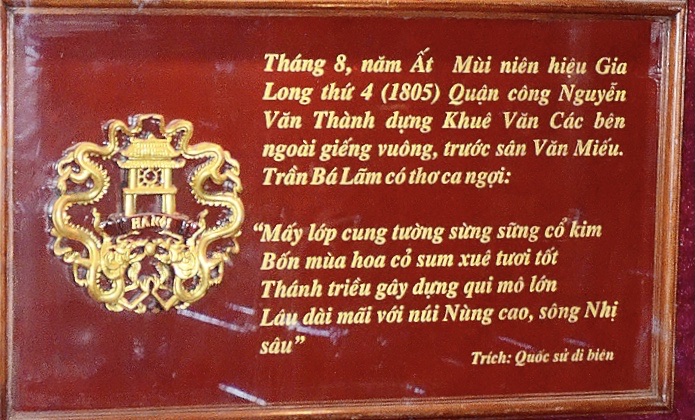 Tháng 8, năm Ất Mùi niên hiệu Gia
Long thứ 4 (1805) Quận công Nguyễn
Văn Thành dựng Khuê Văn Các bên
ngoài giếng vuông, trước sân Văn Miếu.
Trần Bá Lãm có thơ ca ngợi:
HANOI
“Mấy lớp cung tường sừng sững cổ kim
Bốn mùa hoa cỏ sum xuê tươi tốt
Thánh triều gây dựng qui mô lớn
Lâu dài mãi với núi Nùng cao, sông Nhị
sâu”
Trích: Quốc sử di biên